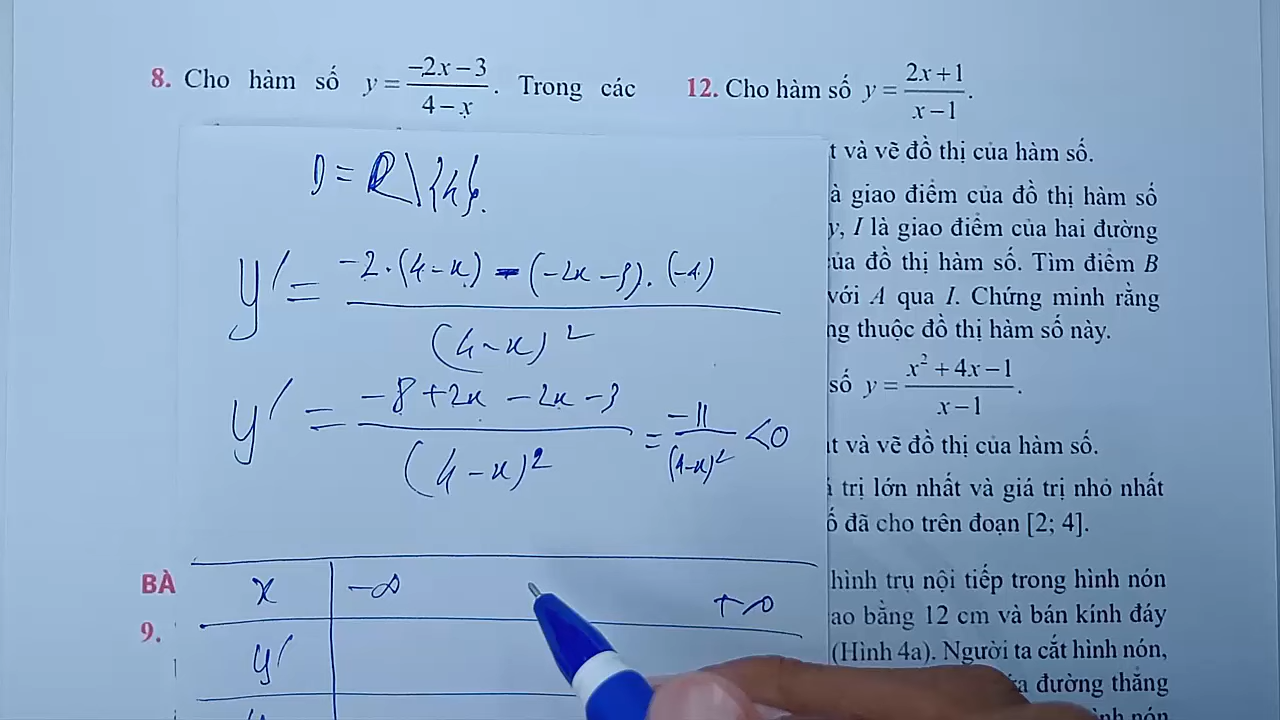 8. Cho hàm số y = (-2x-3)/(4-x). Trong các
D = R\{4}.
y' = (-2.(4-x) - (-2x-3).(-1))/(4-x)²
y' = (-8+2x-2x-3)/(4-x)² = -11/(4-x)² <0
x -∞ +∞
y'
BÀ
9.
12. Cho hàm số y = (2x+1)/(x-1).
t và vẽ đồ thị của hàm số.
à giao điểm của đồ thị hàm số
y, I là giao điểm của hai đường
của đồ thị hàm số. Tìm điểm B
với A qua I. Chứng minh rằng
ng thuộc đồ thị hàm số này.
số y = (x²+4x-1)/(x-1).
át và vẽ đồ thị của hàm số.
trị lớn nhất và giá trị nhỏ nhất
ố đã cho trên đoạn [2; 4].
hình trụ nội tiếp trong hình nón
ao bằng 12 cm và bán kính đáy
(Hình 4a). Người ta cắt hình nón,
đường thẳng
hình nón